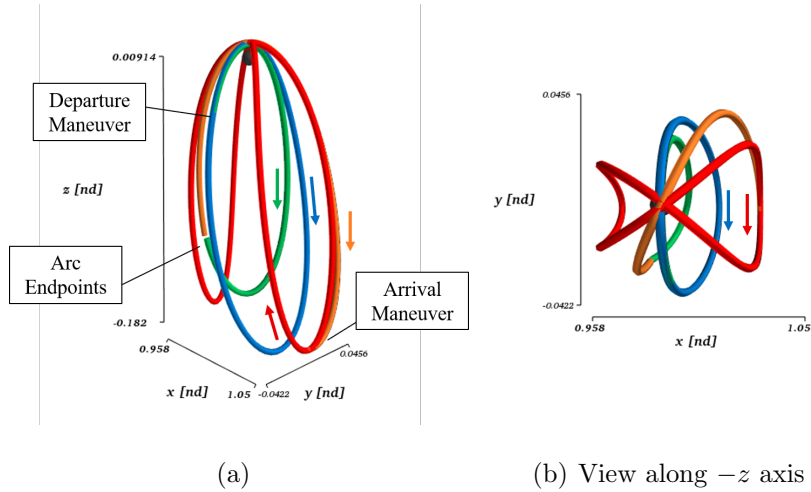 0.00914
Departure
Maneuver
z [nd]
Arc
Endpoints
-0.182
0.958
x [nd]
1.05
-0.0422
y [nd]
0.0456
Arrival
Maneuver
(a)
0.0456
y [nd]
-0.0422
0.958
x [nd]
1.05
(b) View along −z axis